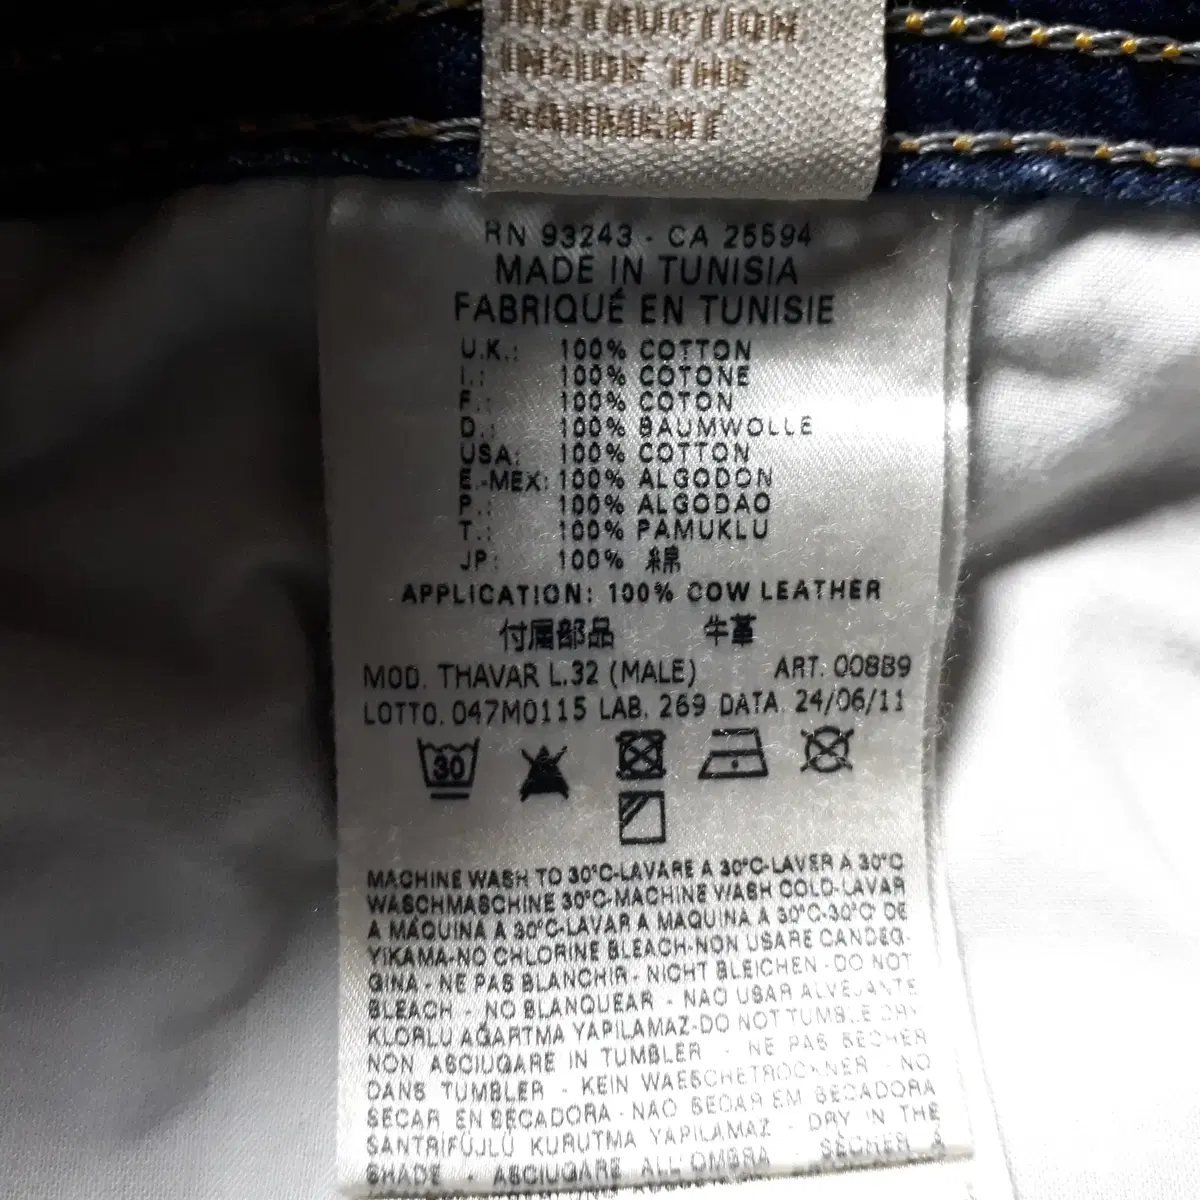 INSTRUCTION
INSIDE THE
GARMENT
RN 93243 - CA 25594
MADE IN TUNISIA
FABRIQUÉ EN TUNISIE
U.K.: 100% COTTON
I.: 100% COTONE
F.: 100% COTON
D.: 100% BAUMWOLLE
USA: 100% COTTON
E.-MEX: 100% ALGODON
P.: 100% ALGODAO
T.: 100% PAMUKLU
JP: 100% 綿
APPLICATION: 100% COW LEATHER
付属部品 牛革
MOD. THAVAR L.32 (MALE) ART. 008B9
LOTTO. 047M0115 LAB. 269 DATA. 24/06/11
30
MACHINE WASH TO 30°C-LAVARE A 30°C-LAVER A 30°C
WASCHMASCHINE 30°C-MACHINE WASH COLD-LAVAR
A MÁQUINA A 30°C-LAVAR A MAQUINA A 30°C-30°C' DE
YIKAMA-NO CHLORINE BLEACH-NON USARE CANDEG-
GINA - NE PAS BLANCHIR - NICHT BLEICHEN - DO NOT
BLEACH - NO BLANQUEAR - NAO USAR ALVEJANTE
KLORLU AĞARTMA YAPILAMAZ-DO NOT TUMBLE DRY
NON ASCIUGARE IN TUMBLER - NE PAS SECHER
DANS TUMBLER - KEIN WAESCHETROCKNER - NO
SECAR EN SECADORA - NAO SECAR EM SECADORA
SANTRİFÜJLÜ KURUTMA YAPILAMAZ - DRY IN THE
SHADE - ASCIUGARE ALL'OMBRA - SÉCHER A